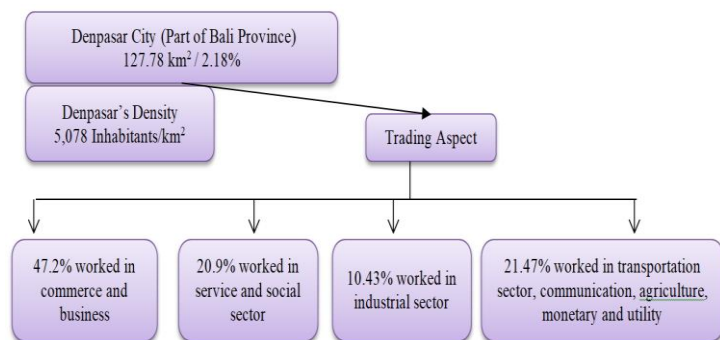 Denpasar City (Part of Bali Province)
127.78 km² / 2.18%
Denpasar's Density
5,078 Inhabitants/km²
Trading Aspect
47.2% worked in
commerce and
business
20.9% worked in
service and social
sector
10.43% worked in
industrial sector
21.47% worked in transportation
sector, communication, agriculture,
monetary and utility